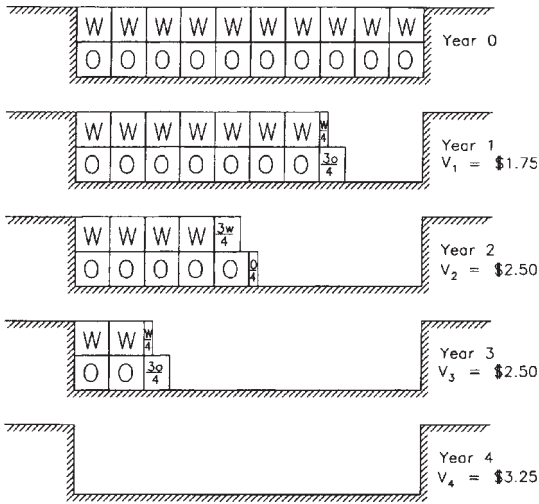 W W W W W W W W W W
O O O O O O O O O O
Year 0
W W W W W W W W/4
O O O O O O O 3o/4
Year 1
V₁ = $1.75
W W W W 3w/4
O O O O O O/4
Year 2
V₂ = $2.50
W W W/4
O O 3o/4
Year 3
V₃ = $2.50
Year 4
V₄ = $3.25